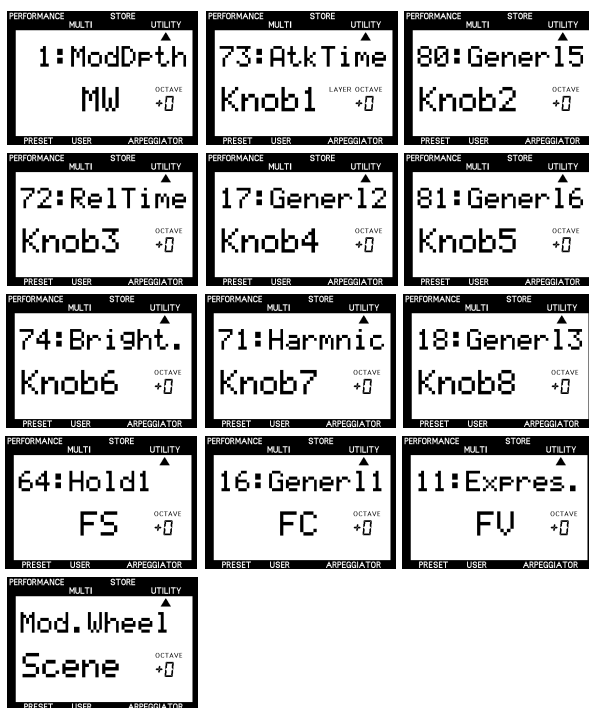 PERFORMANCE MULTI STORE UTILITY
1:ModDpth
MW OCTAVE +0
PRESET USER ARPEGGIATOR
PERFORMANCE MULTI STORE UTILITY
73:AtkTime
Knob1 LAYER OCTAVE +0
PRESET USER ARPEGGIATOR
PERFORMANCE MULTI STORE UTILITY
80:Generl5
Knob2 OCTAVE +0
PRESET USER ARPEGGIATOR
PERFORMANCE MULTI STORE UTILITY
72:RelTime
Knob3 OCTAVE +0
PRESET USER ARPEGGIATOR
PERFORMANCE MULTI STORE UTILITY
17:Generl2
Knob4 OCTAVE +0
PRESET USER ARPEGGIATOR
PERFORMANCE MULTI STORE UTILITY
81:Generl6
Knob5 OCTAVE +0
PRESET USER ARPEGGIATOR
PERFORMANCE MULTI STORE UTILITY
74:Bright.
Knob6 OCTAVE +0
PRESET USER ARPEGGIATOR
PERFORMANCE MULTI STORE UTILITY
71:Harmnic
Knob7 OCTAVE +0
PRESET USER ARPEGGIATOR
PERFORMANCE MULTI STORE UTILITY
18:Generl3
Knob8 OCTAVE +0
PRESET USER ARPEGGIATOR
PERFORMANCE MULTI STORE UTILITY
64:Hold1
FS OCTAVE +0
PRESET USER ARPEGGIATOR
PERFORMANCE MULTI STORE UTILITY
16:Generl1
FC OCTAVE +0
PRESET USER ARPEGGIATOR
PERFORMANCE MULTI STORE UTILITY
11:Expres.
FV OCTAVE +0
PRESET USER ARPEGGIATOR
PERFORMANCE MULTI STORE UTILITY
Mod.Wheel
Scene OCTAVE +0
PRESET USER ARPEGGIATOR